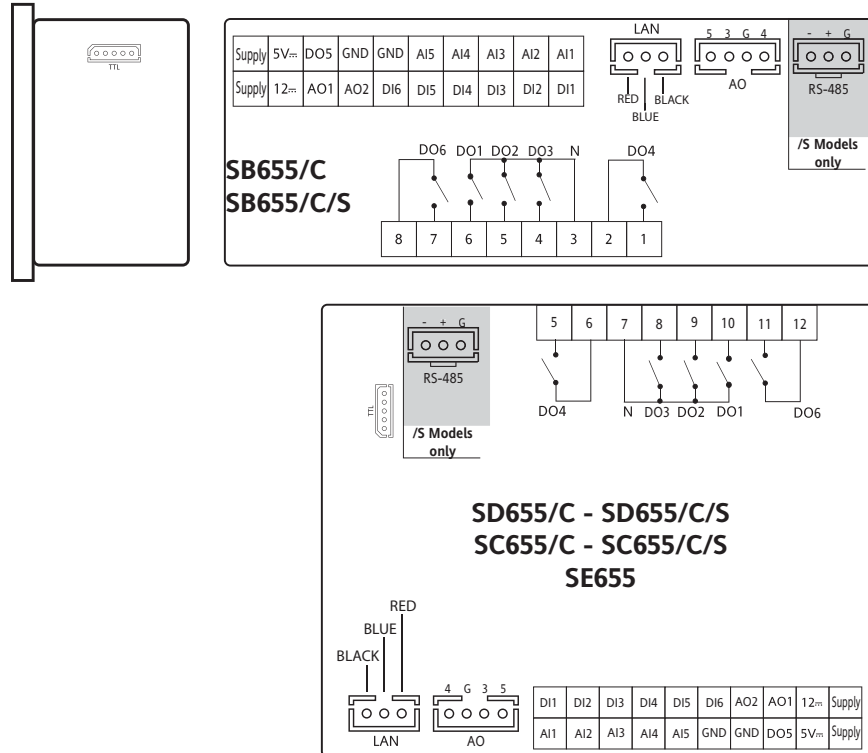 TTL
Supply 5V⎓ DO5 GND GND AI5 AI4 AI3 AI2 AI1
Supply 12⎓ AO1 AO2 DI6 DI5 DI4 DI3 DI2 DI1
LAN
RED BLACK
BLUE
5 3 G 4
AO
- + G
RS-485
/S Models
only
SB655/C
SB655/C/S
DO6 DO1 DO2 DO3 N DO4
8 7 6 5 4 3 2 1
- + G
RS-485
TTL
/S Models
only
5 6 7 8 9 10 11 12
DO4 N DO3 DO2 DO1 DO6
SD655/C - SD655/C/S
SC655/C - SC655/C/S
SE655
RED
BLUE
BLACK
LAN
4 G 3 5
AO
DI1 DI2 DI3 DI4 DI5 DI6 AO2 AO1 12⎓ Supply
AI1 AI2 AI3 AI4 AI5 GND GND DO5 5V⎓ Supply